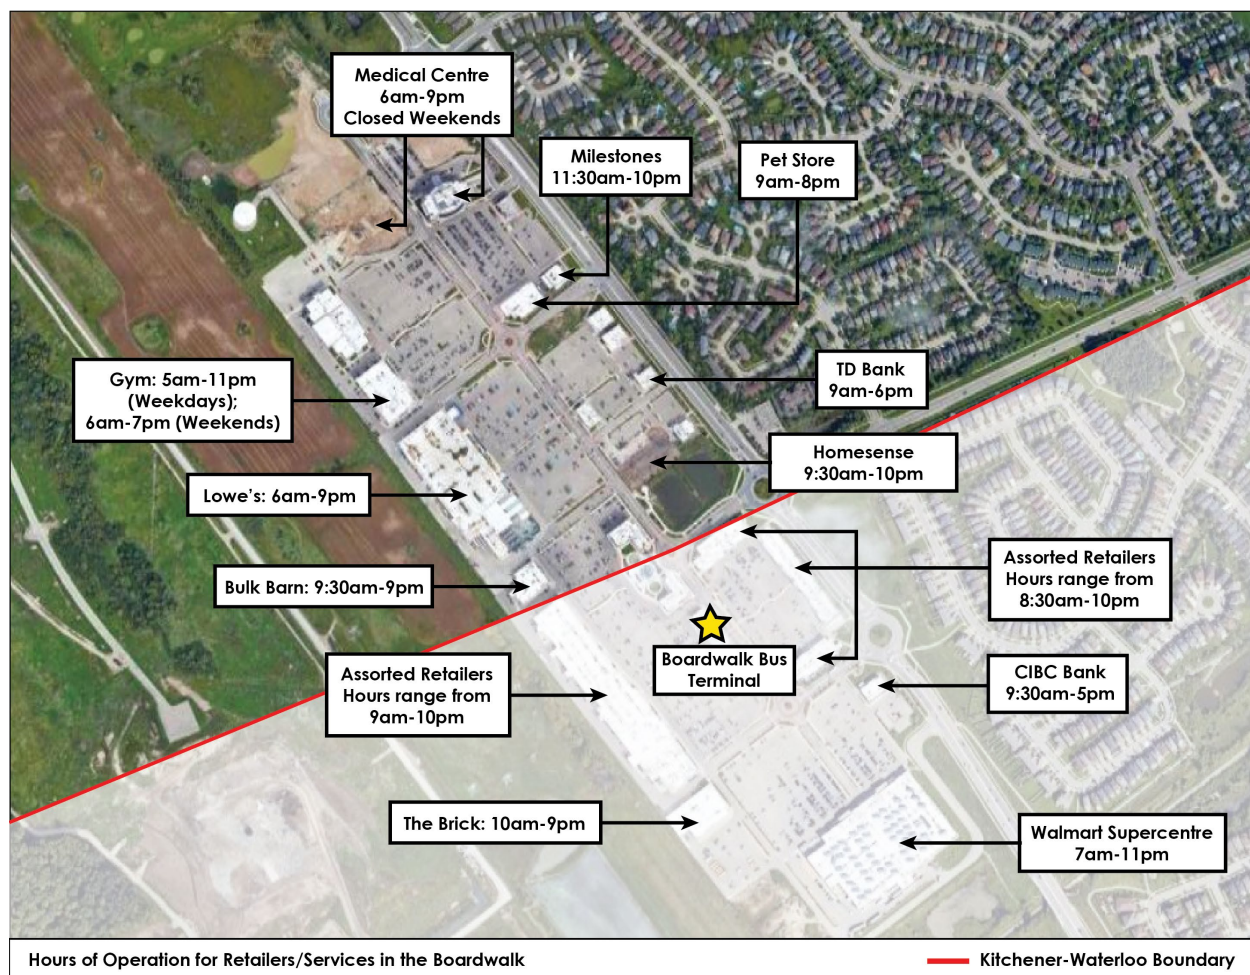 Medical Centre
6am-9pm
Closed Weekends
Milestones
11:30am-10pm
Pet Store
9am-8pm
Gym: 5am-11pm
(Weekdays);
6am-7pm (Weekends)
TD Bank
9am-6pm
Homesense
9:30am-10pm
Lowe's: 6am-9pm
Bulk Barn: 9:30am-9pm
Assorted Retailers
Hours range from
8:30am-10pm
Boardwalk Bus
Terminal
Assorted Retailers
Hours range from
9am-10pm
CIBC Bank
9:30am-5pm
The Brick: 10am-9pm
Walmart Supercentre
7am-11pm
Hours of Operation for Retailers/Services in the Boardwalk
Kitchener-Waterloo Boundary